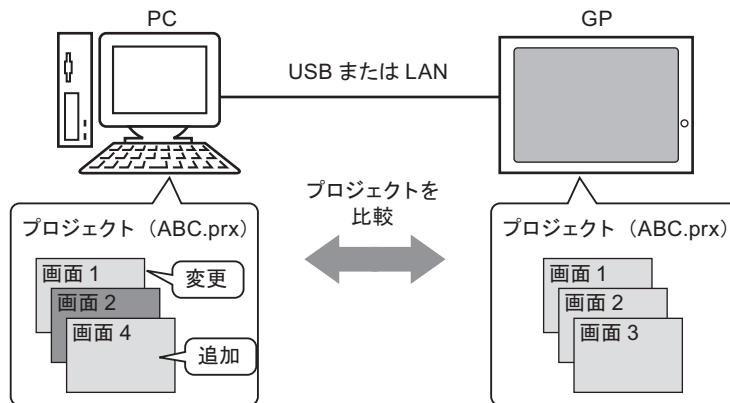 PC
GP
USB または LAN
プロジェクトを
比較
プロジェクト（ABC.prx）
画面 1
変更
画面 2
画面 4
追加
プロジェクト（ABC.prx）
画面 1
画面 2
画面 3